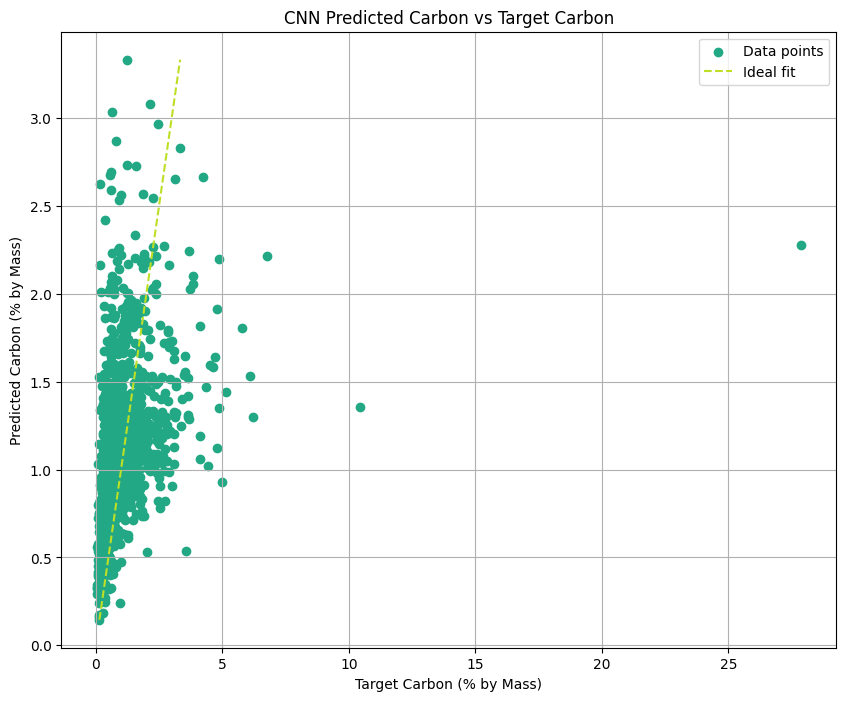 CNN Predicted Carbon vs Target Carbon
Data points
Ideal fit
Predicted Carbon (% by Mass)
3.0
2.5
2.0
1.5
1.0
0.5
0.0
0 5 10 15 20 25
Target Carbon (% by Mass)